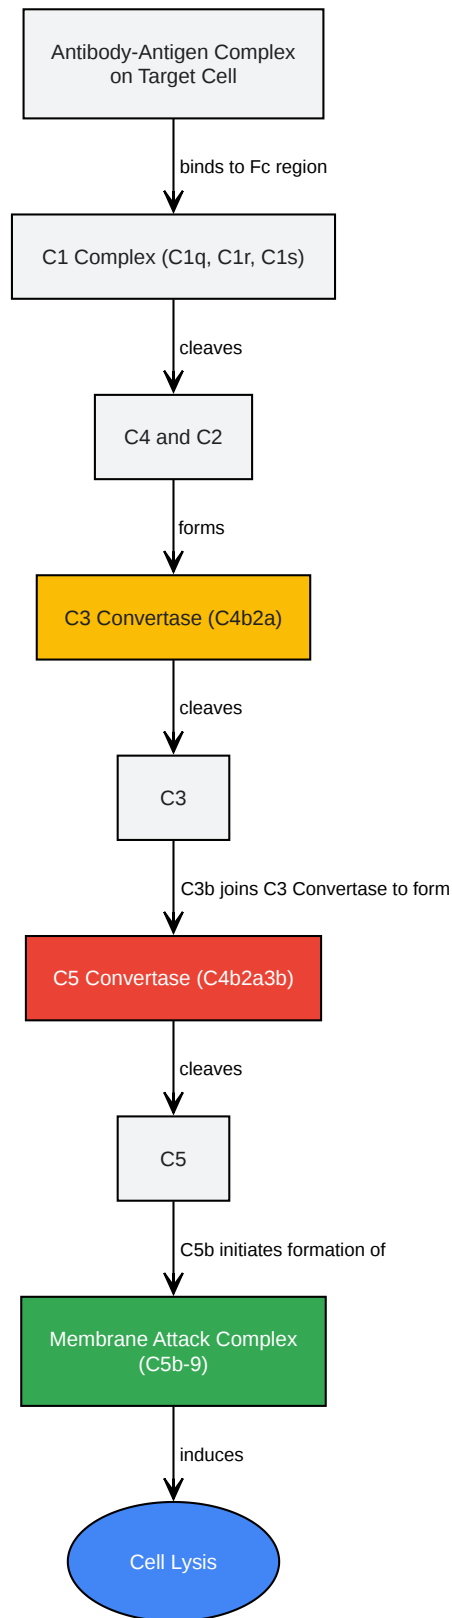 Antibody-Antigen Complex
on Target Cell
binds to Fc region
C1 Complex (C1q, C1r, C1s)
cleaves
C4 and C2
forms
C3 Convertase (C4b2a)
cleaves
C3
C3b joins C3 Convertase to form
C5 Convertase (C4b2a3b)
cleaves
C5
C5b initiates formation of
Membrane Attack Complex
(C5b-9)
induces
Cell Lysis